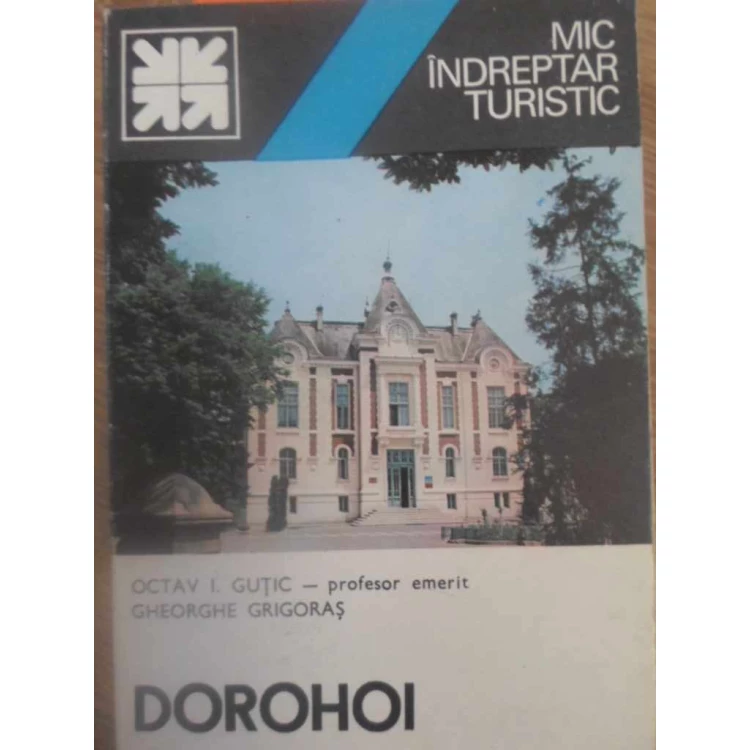 MIC
ÎNDREPTAR
TURISTIC
OCTAV I. GUȚIC — profesor emerit
GHEORGHE GRIGORAȘ
DOROHOI